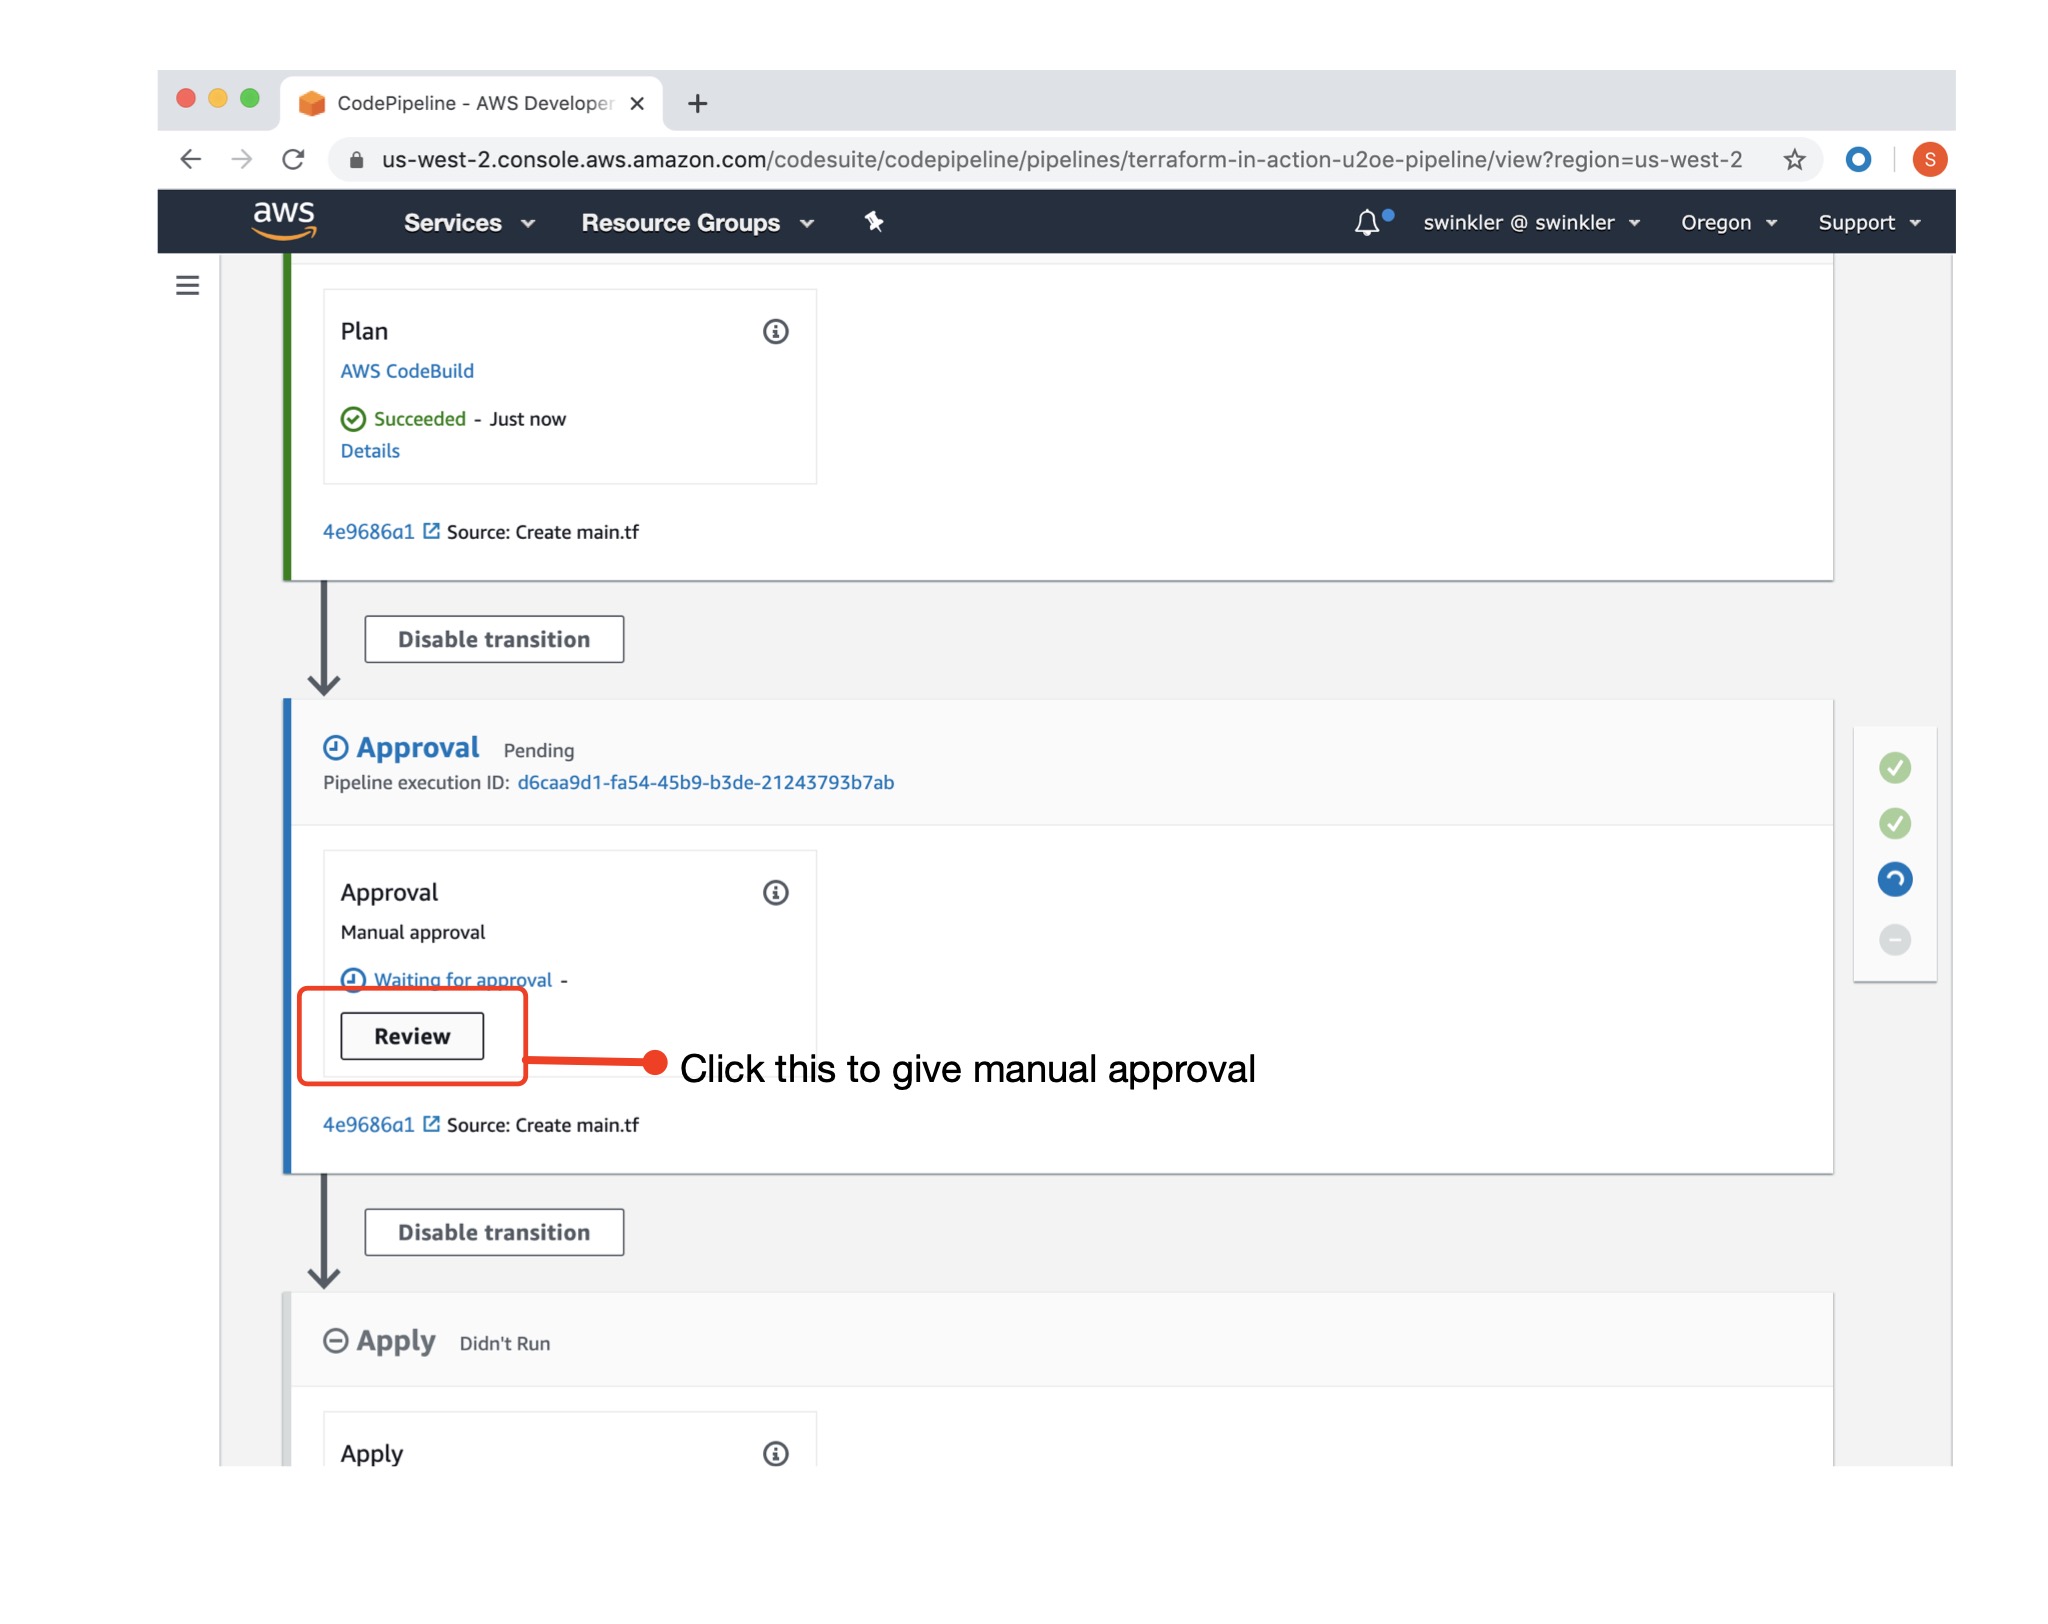 CodePipeline - AWS Developer
us-west-2.console.aws.amazon.com/codesuite/codepipeline/pipelines/terraform-in-action-u2oe-pipeline/view?region=us-west-2
S
aws
Services
Resource Groups
swinkler @ swinkler
Oregon
Support
Plan
AWS CodeBuild
Succeeded - Just now
Details
4e9686a1 Source: Create main.tf
Disable transition
Approval Pending
Pipeline execution ID: d6caa9d1-fa54-45b9-b3de-21243793b7ab
Approval
Manual approval
Waiting for approval -
Review
Click this to give manual approval
4e9686a1 Source: Create main.tf
Disable transition
Apply Didn't Run
Apply